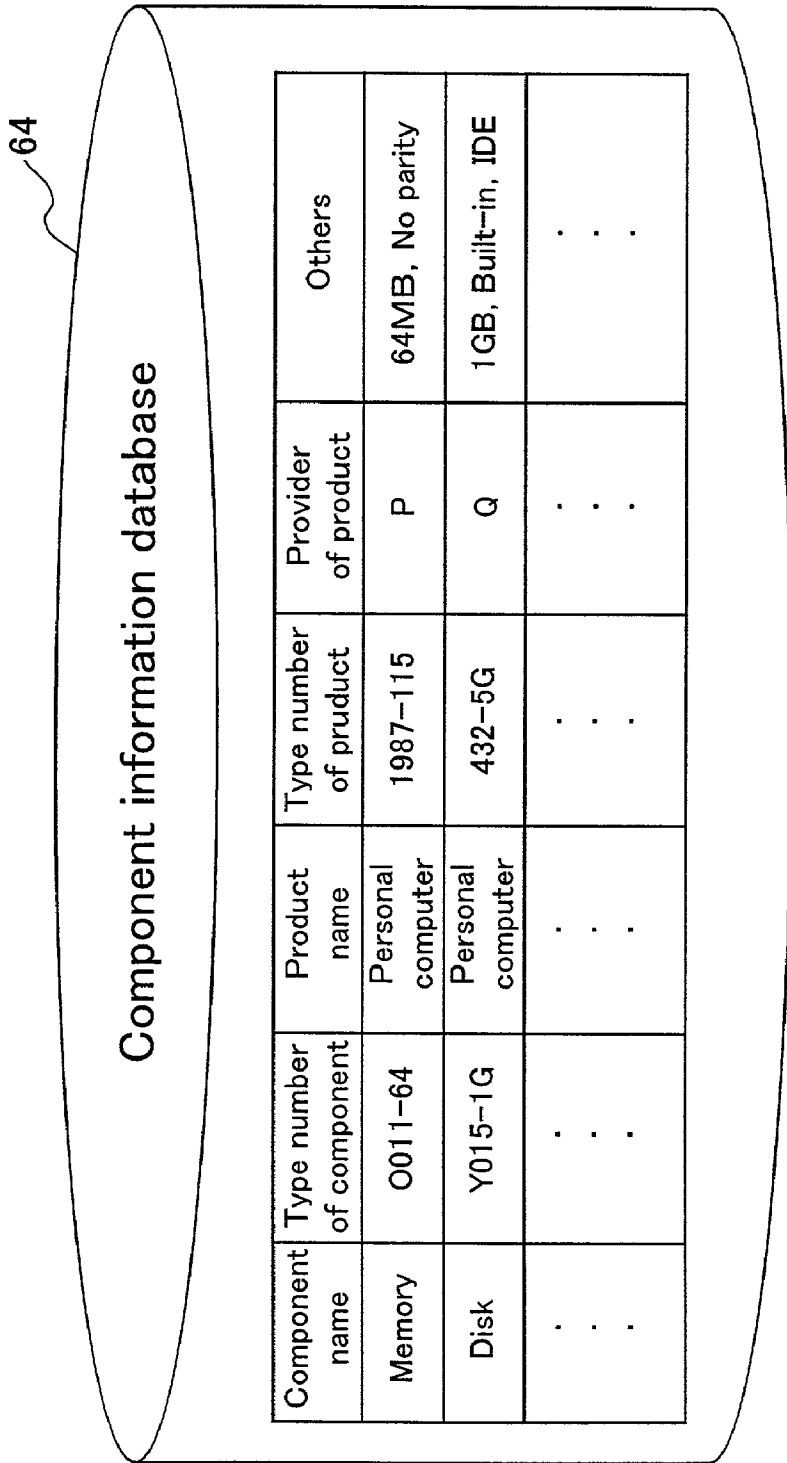 64
Component information database
Component name | Type number of component | Product name | Type number of pruduct | Provider of product | Others
Memory | O011-64 | Personal computer | 1987-115 | P | 64MB, No parity
Disk | Y015-1G | Personal computer | 432-5G | Q | 1GB, Built-in, IDE
. . . | . . . | . . . | . . . | . . . | . . .